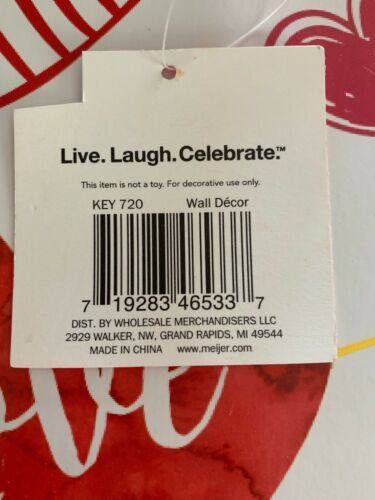 Live. Laugh. Celebrate.™
This item is not a toy. For decorative use only.
KEY 720 Wall Décor
7 19283 46533 7
DIST. BY WHOLESALE MERCHANDISERS LLC
2929 WALKER, NW, GRAND RAPIDS, MI 49544
MADE IN CHINA www.meijer.com
ove